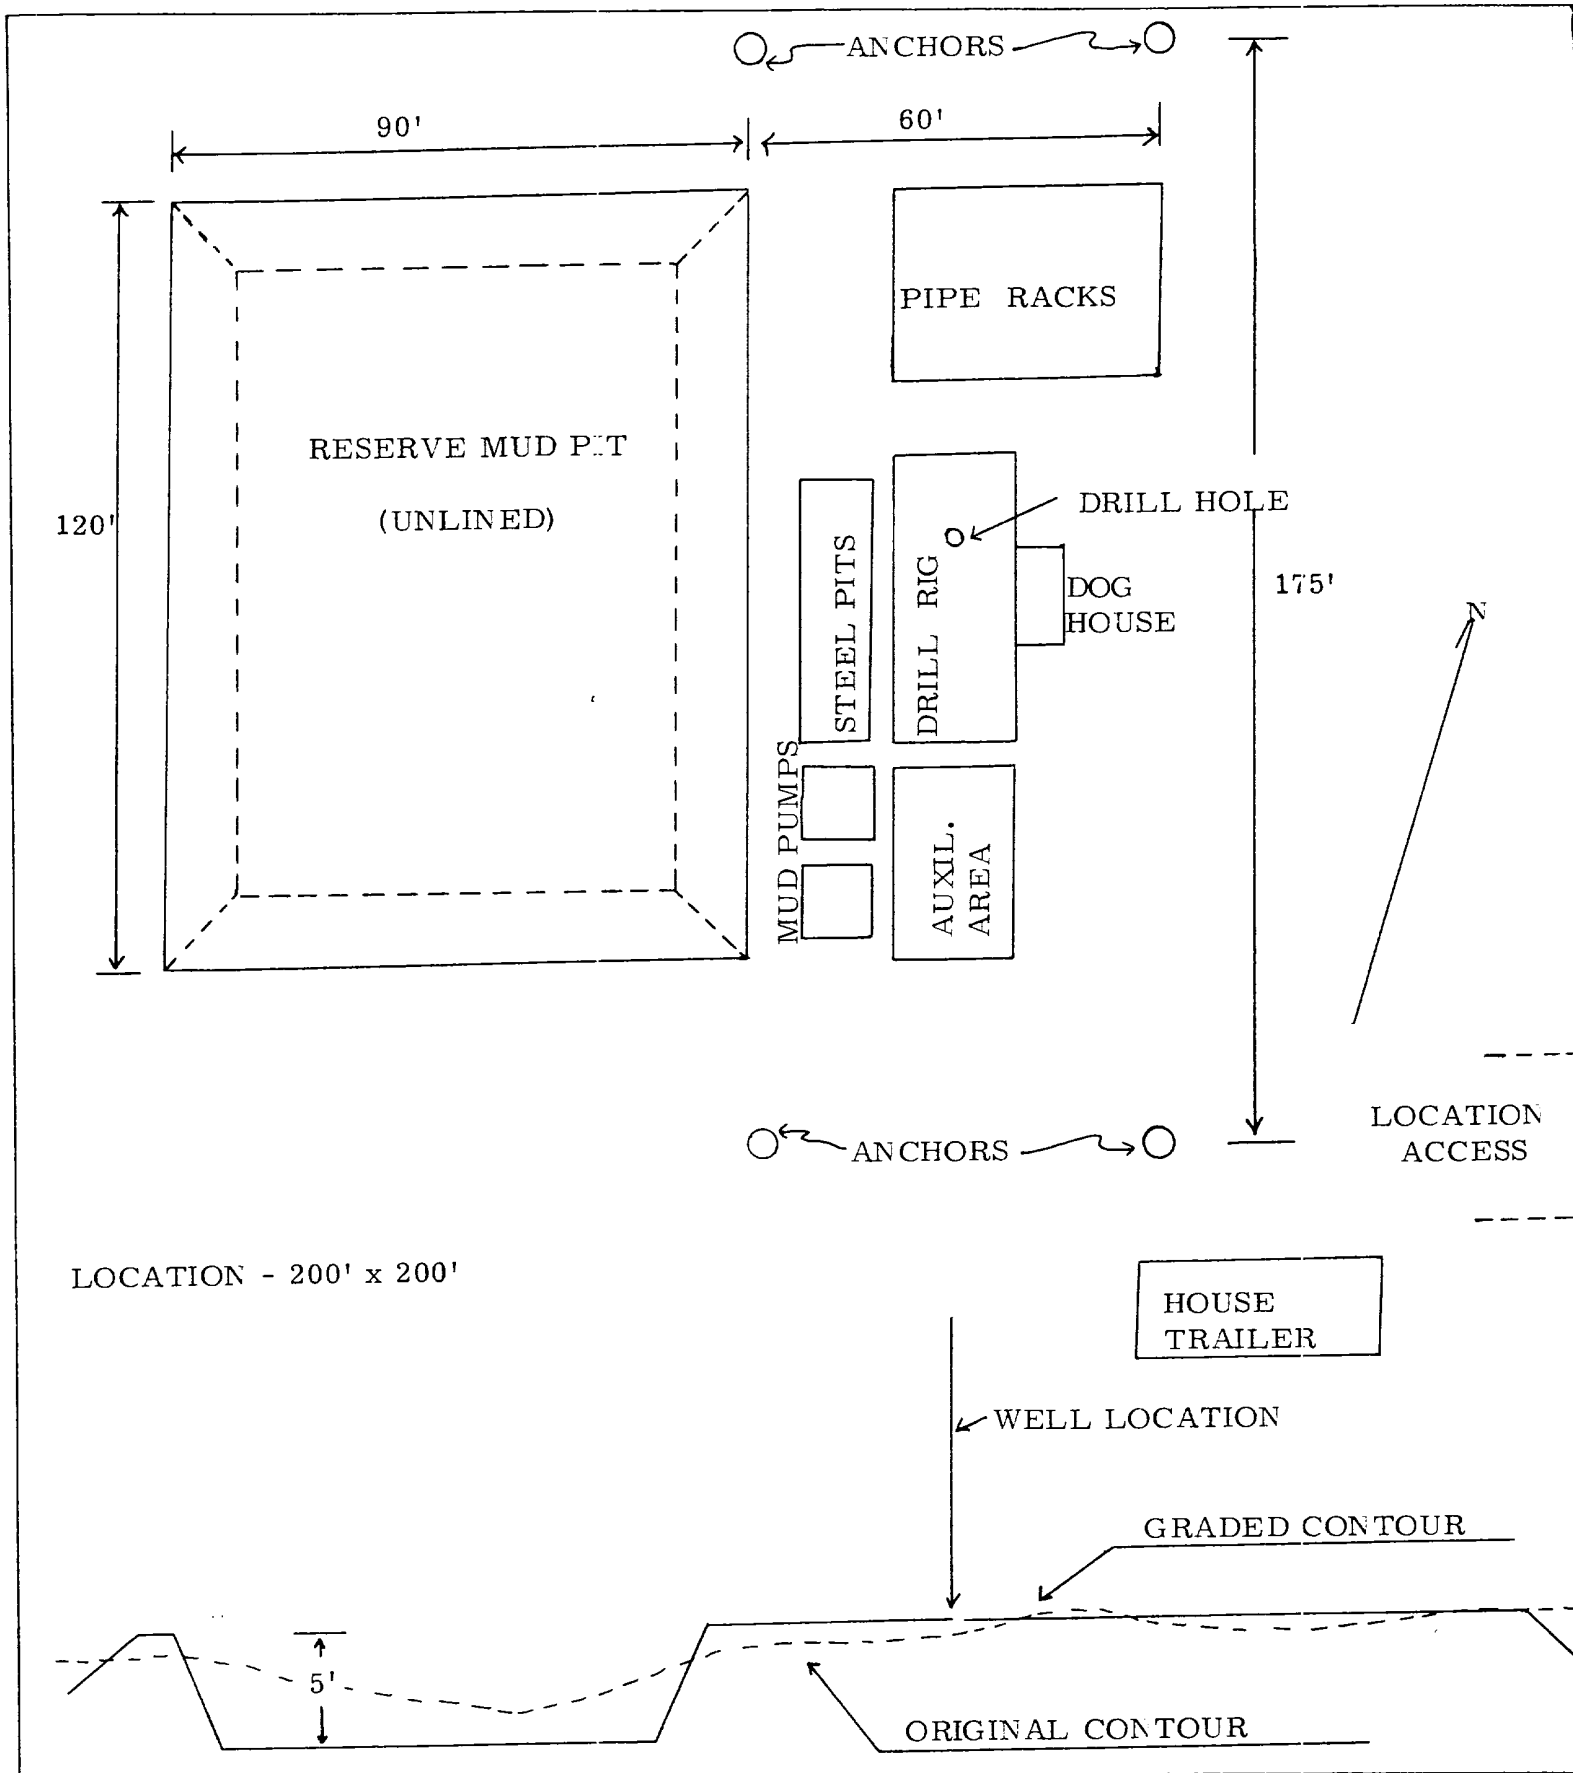 ANCHORS
90'
60'
PIPE RACKS
RESERVE MUD PIT
(UNLINED)
120'
DRILL HOLE
STEEL PITS
DRILL RIG
DOG
HOUSE
175'
N
MUD PUMPS
AUXIL.
AREA
LOCATION
ACCESS
ANCHORS
LOCATION - 200' x 200'
HOUSE
TRAILER
WELL LOCATION
GRADED CONTOUR
5'
ORIGINAL CONTOUR